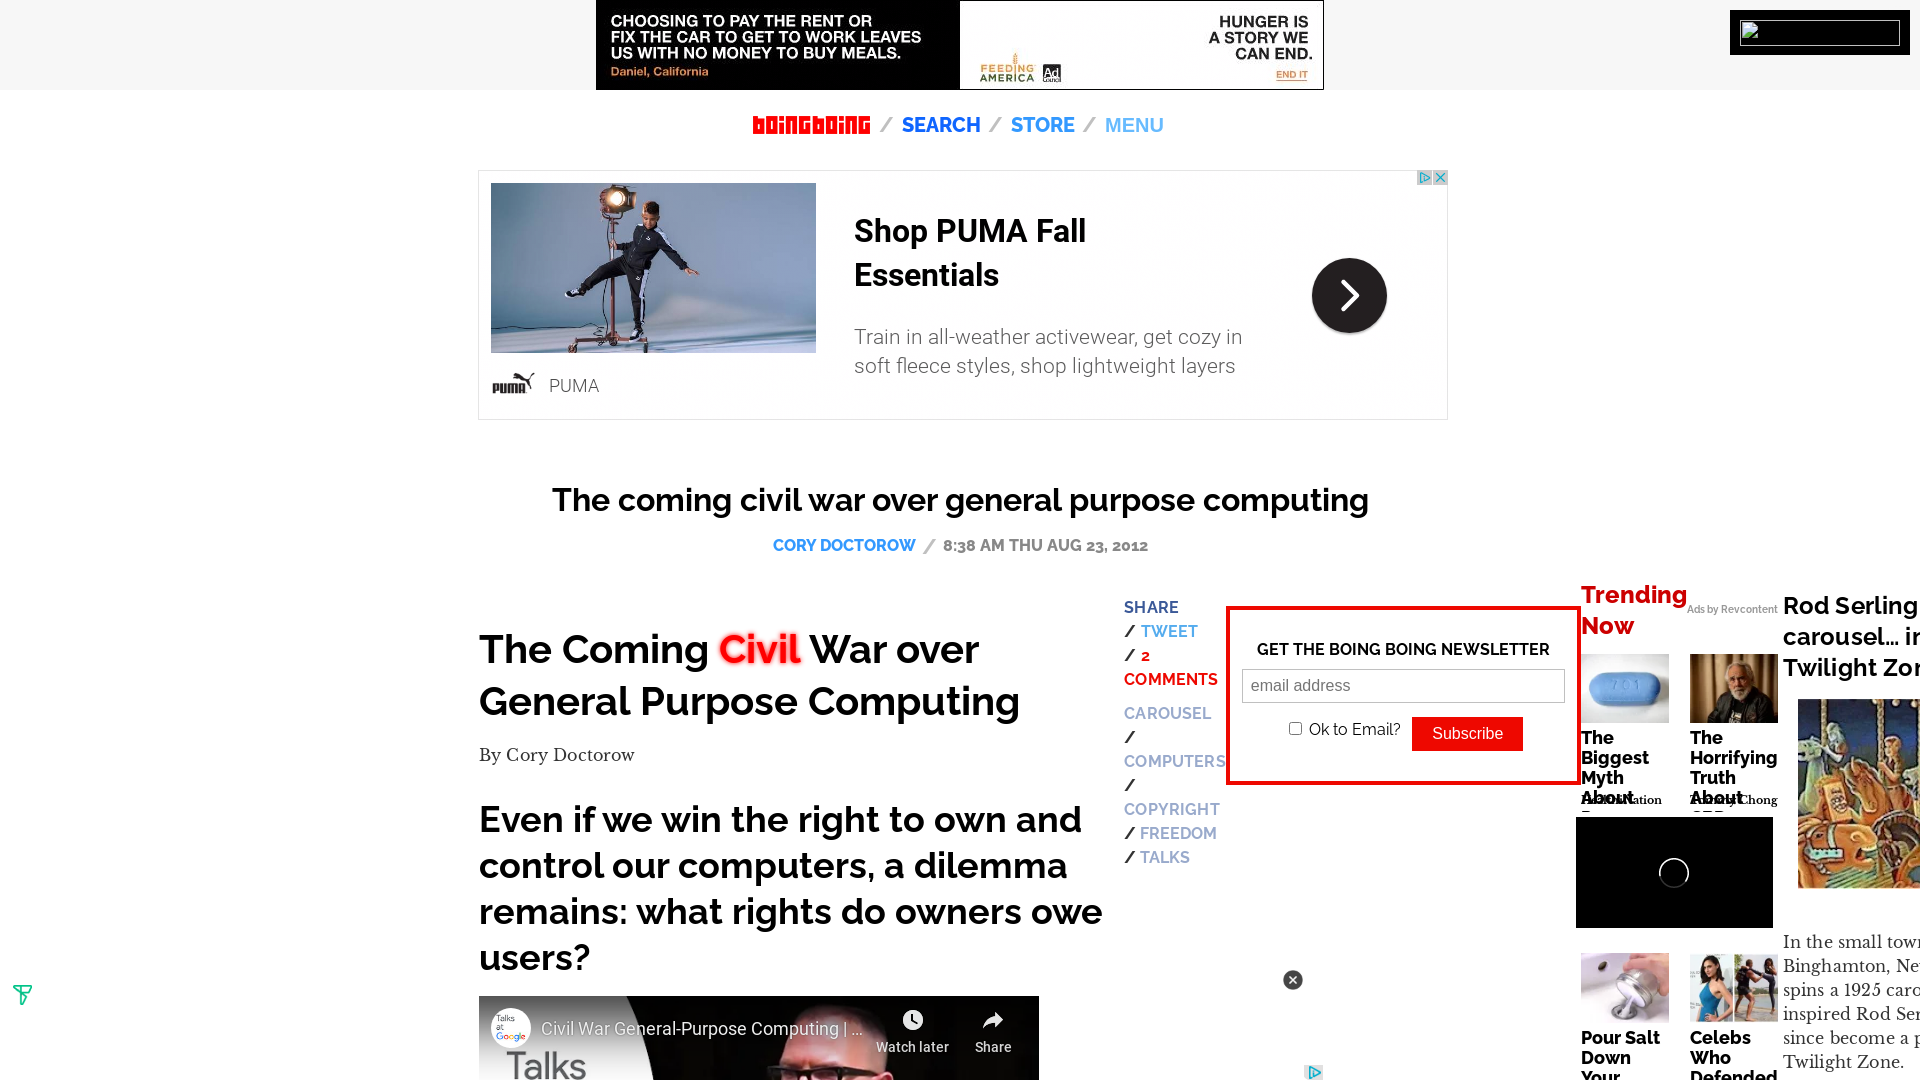 CHOOSING TO PAY THE RENT OR
FIX THE CAR TO GET TO WORK LEAVES
US WITH NO MONEY TO BUY MEALS.
Daniel, California
FEEDING
AMERICA
Ad
Council
HUNGER IS
A STORY WE
CAN END.
END IT
boingboing / SEARCH / STORE / MENU
Shop PUMA Fall
Essentials
Train in all-weather activewear, get cozy in
soft fleece styles, shop lightweight layers
PUMA PUMA
The coming civil war over general purpose computing
CORY DOCTOROW / 8:38 AM THU AUG 23, 2012
The Coming Civil War over
General Purpose Computing
By Cory Doctorow
Even if we win the right to own and
control our computers, a dilemma
remains: what rights do owners owe
users?
Talks
at
Google
Civil War General-Purpose Computing | ...
Watch later
Share
Talks
SHARE
/ TWEET
/ 2
COMMENTS
CAROUSEL
/
COMPUTERS
/
COPYRIGHT
/ FREEDOM
/ TALKS
GET THE BOING BOING NEWSLETTER
email address
Ok to Email? Subscribe
Trending
Now
Ads by Revcontent
701
The
Biggest
Myth
About
The
Horrifying
Truth
About
Tommy Chong
Pour Salt
Down
Your
Celebs
Who
Defended
Rod Serling
carousel… i
Twilight Zo
In the small tow
Binghamton, Ne
spins a 1925 caro
inspired Rod Ser
since become a p
Twilight Zone.